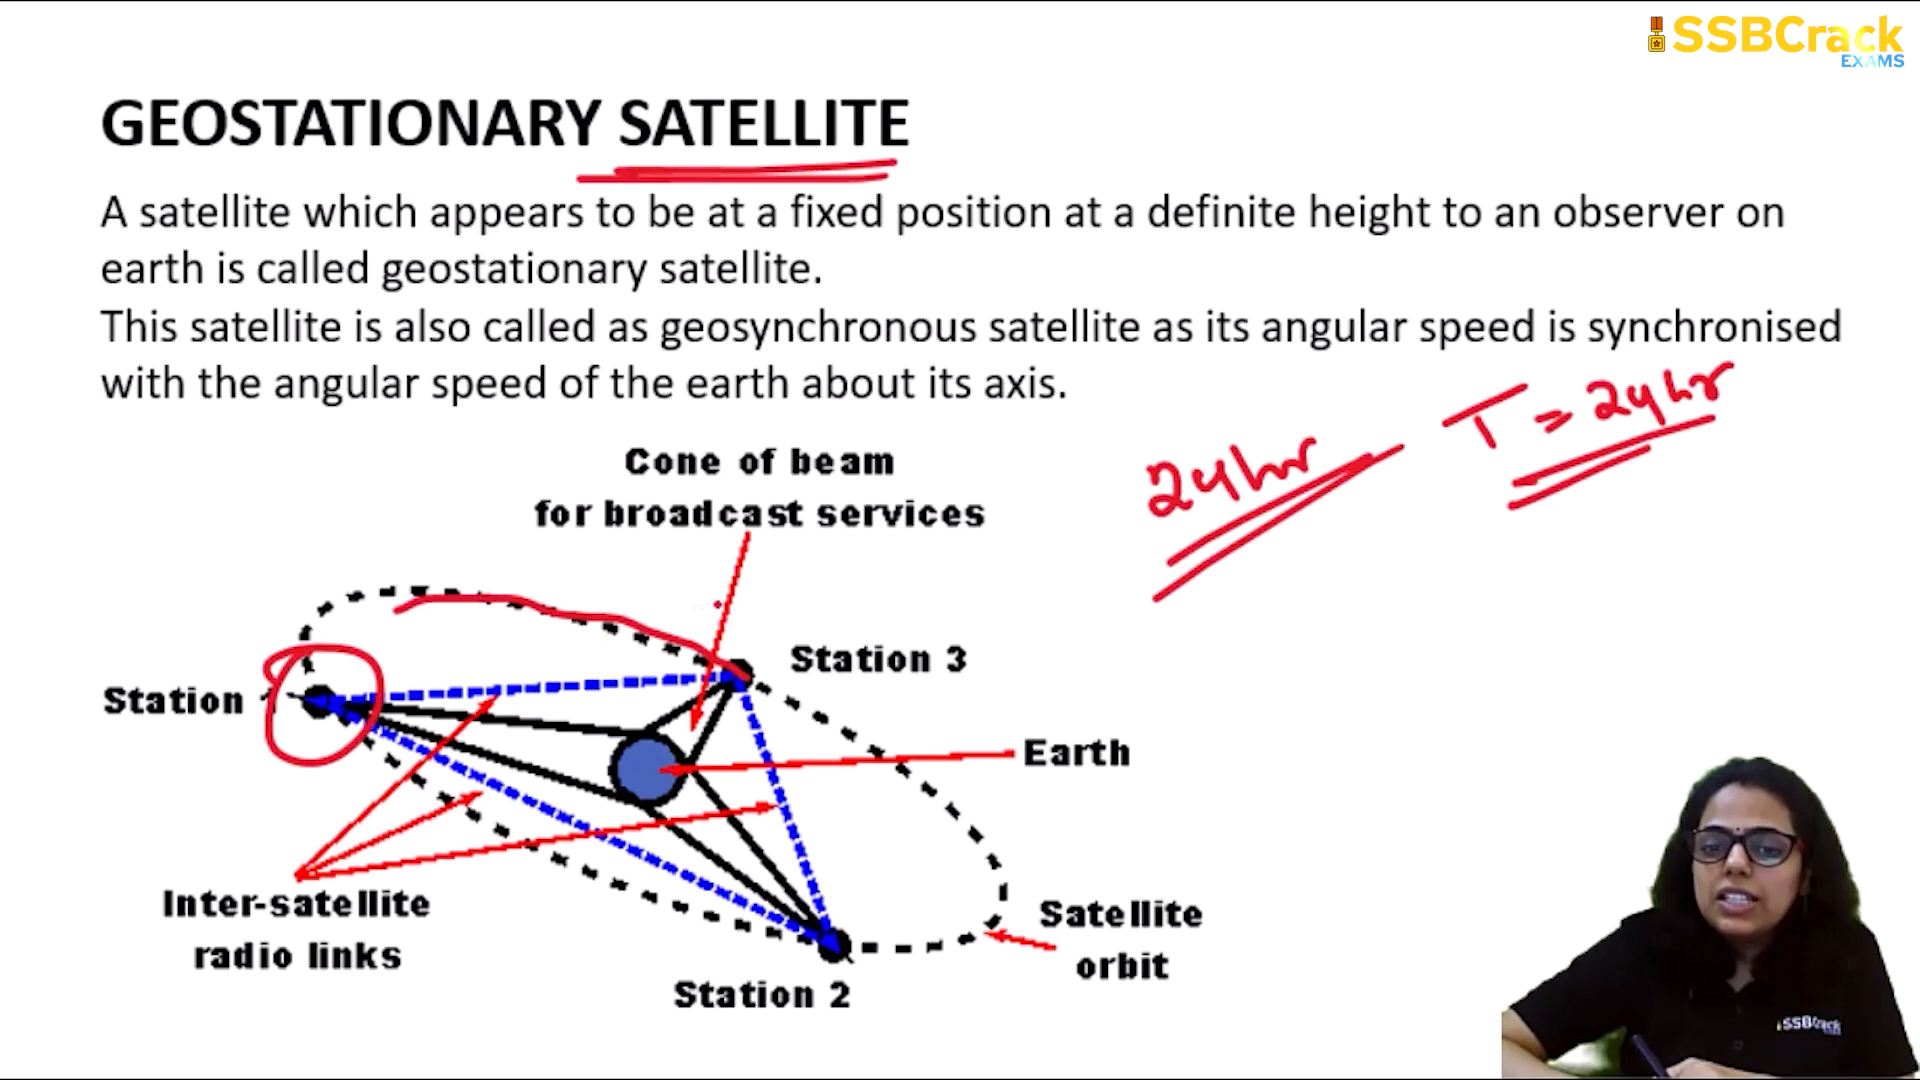 SSBCrack
EXAMS
GEOSTATIONARY SATELLITE
A satellite which appears to be at a fixed position at a definite height to an observer on
earth is called geostationary satellite.
This satellite is also called as geosynchronous satellite as its angular speed is synchronised
with the angular speed of the earth about its axis.
T = 24hr
24hr
Cone of beam
for broadcast services
Station 3
Station 1
Earth
Inter-satellite
radio links
Satellite
orbit
Station 2
SSBCrack